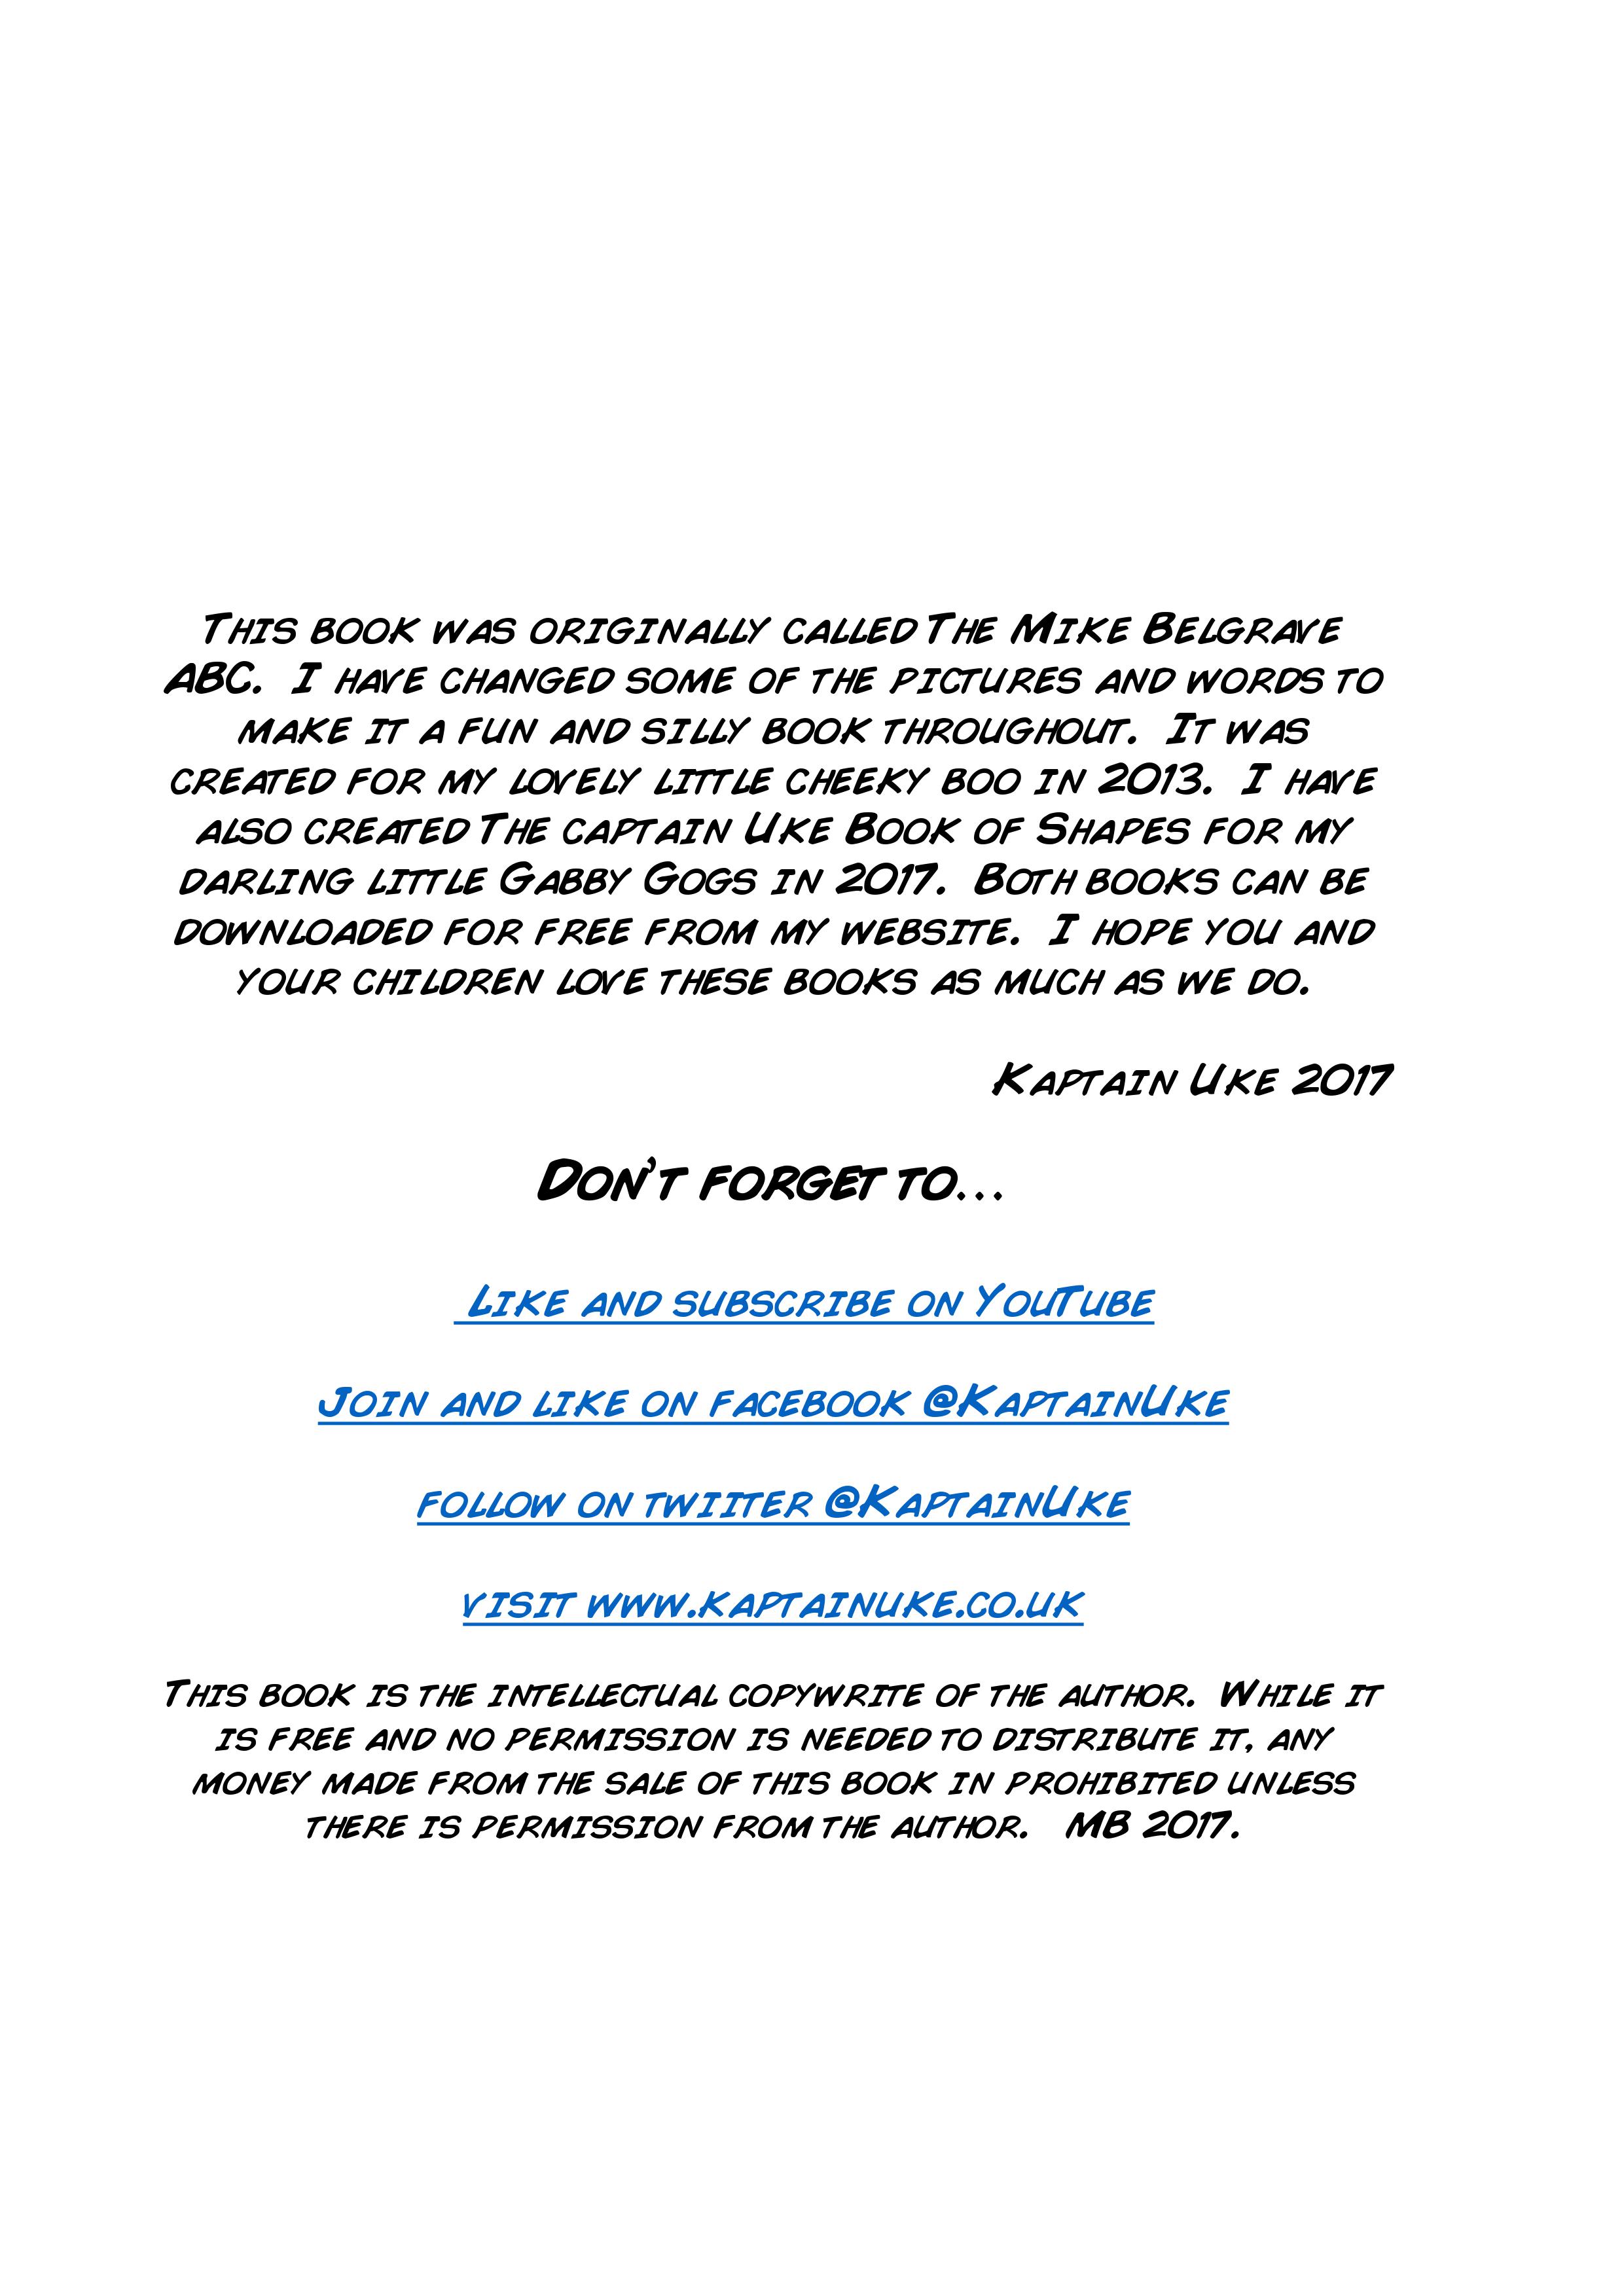 This book was originally called The Mike Belgrave
ABC.  I have changed some of the pictures and words to
make it a fun and silly book throughout.  It was
created for my lovely little cheeky boo in 2013.  I have
also created The captain Uke Book of Shapes for my
darling little Gabby Gogs in 2017.  Both books can be
downloaded for free from my website.  I hope you and
your children love these books as much as we do.
Kaptain Uke 2017
Don't forget to...
Like and subscribe on YouTube
Join and like on facebook @KaptainUke
follow on twiiter @KaptainUke
visit www.kaptainuke.co.uk
This book is the intellectual copywrite of the author.  While it
is free and no permission is needed to distribute it, any
money made from the sale of this book in prohibited unless
there is permission from the author.   MB 2017.